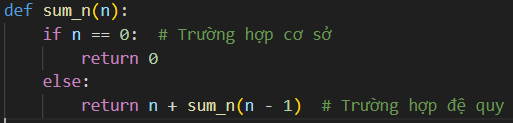 def sum_n(n):
    if n == 0:  # Trường hợp cơ sở
        return 0
    else:
        return n + sum_n(n - 1)  # Trường hợp đệ quy